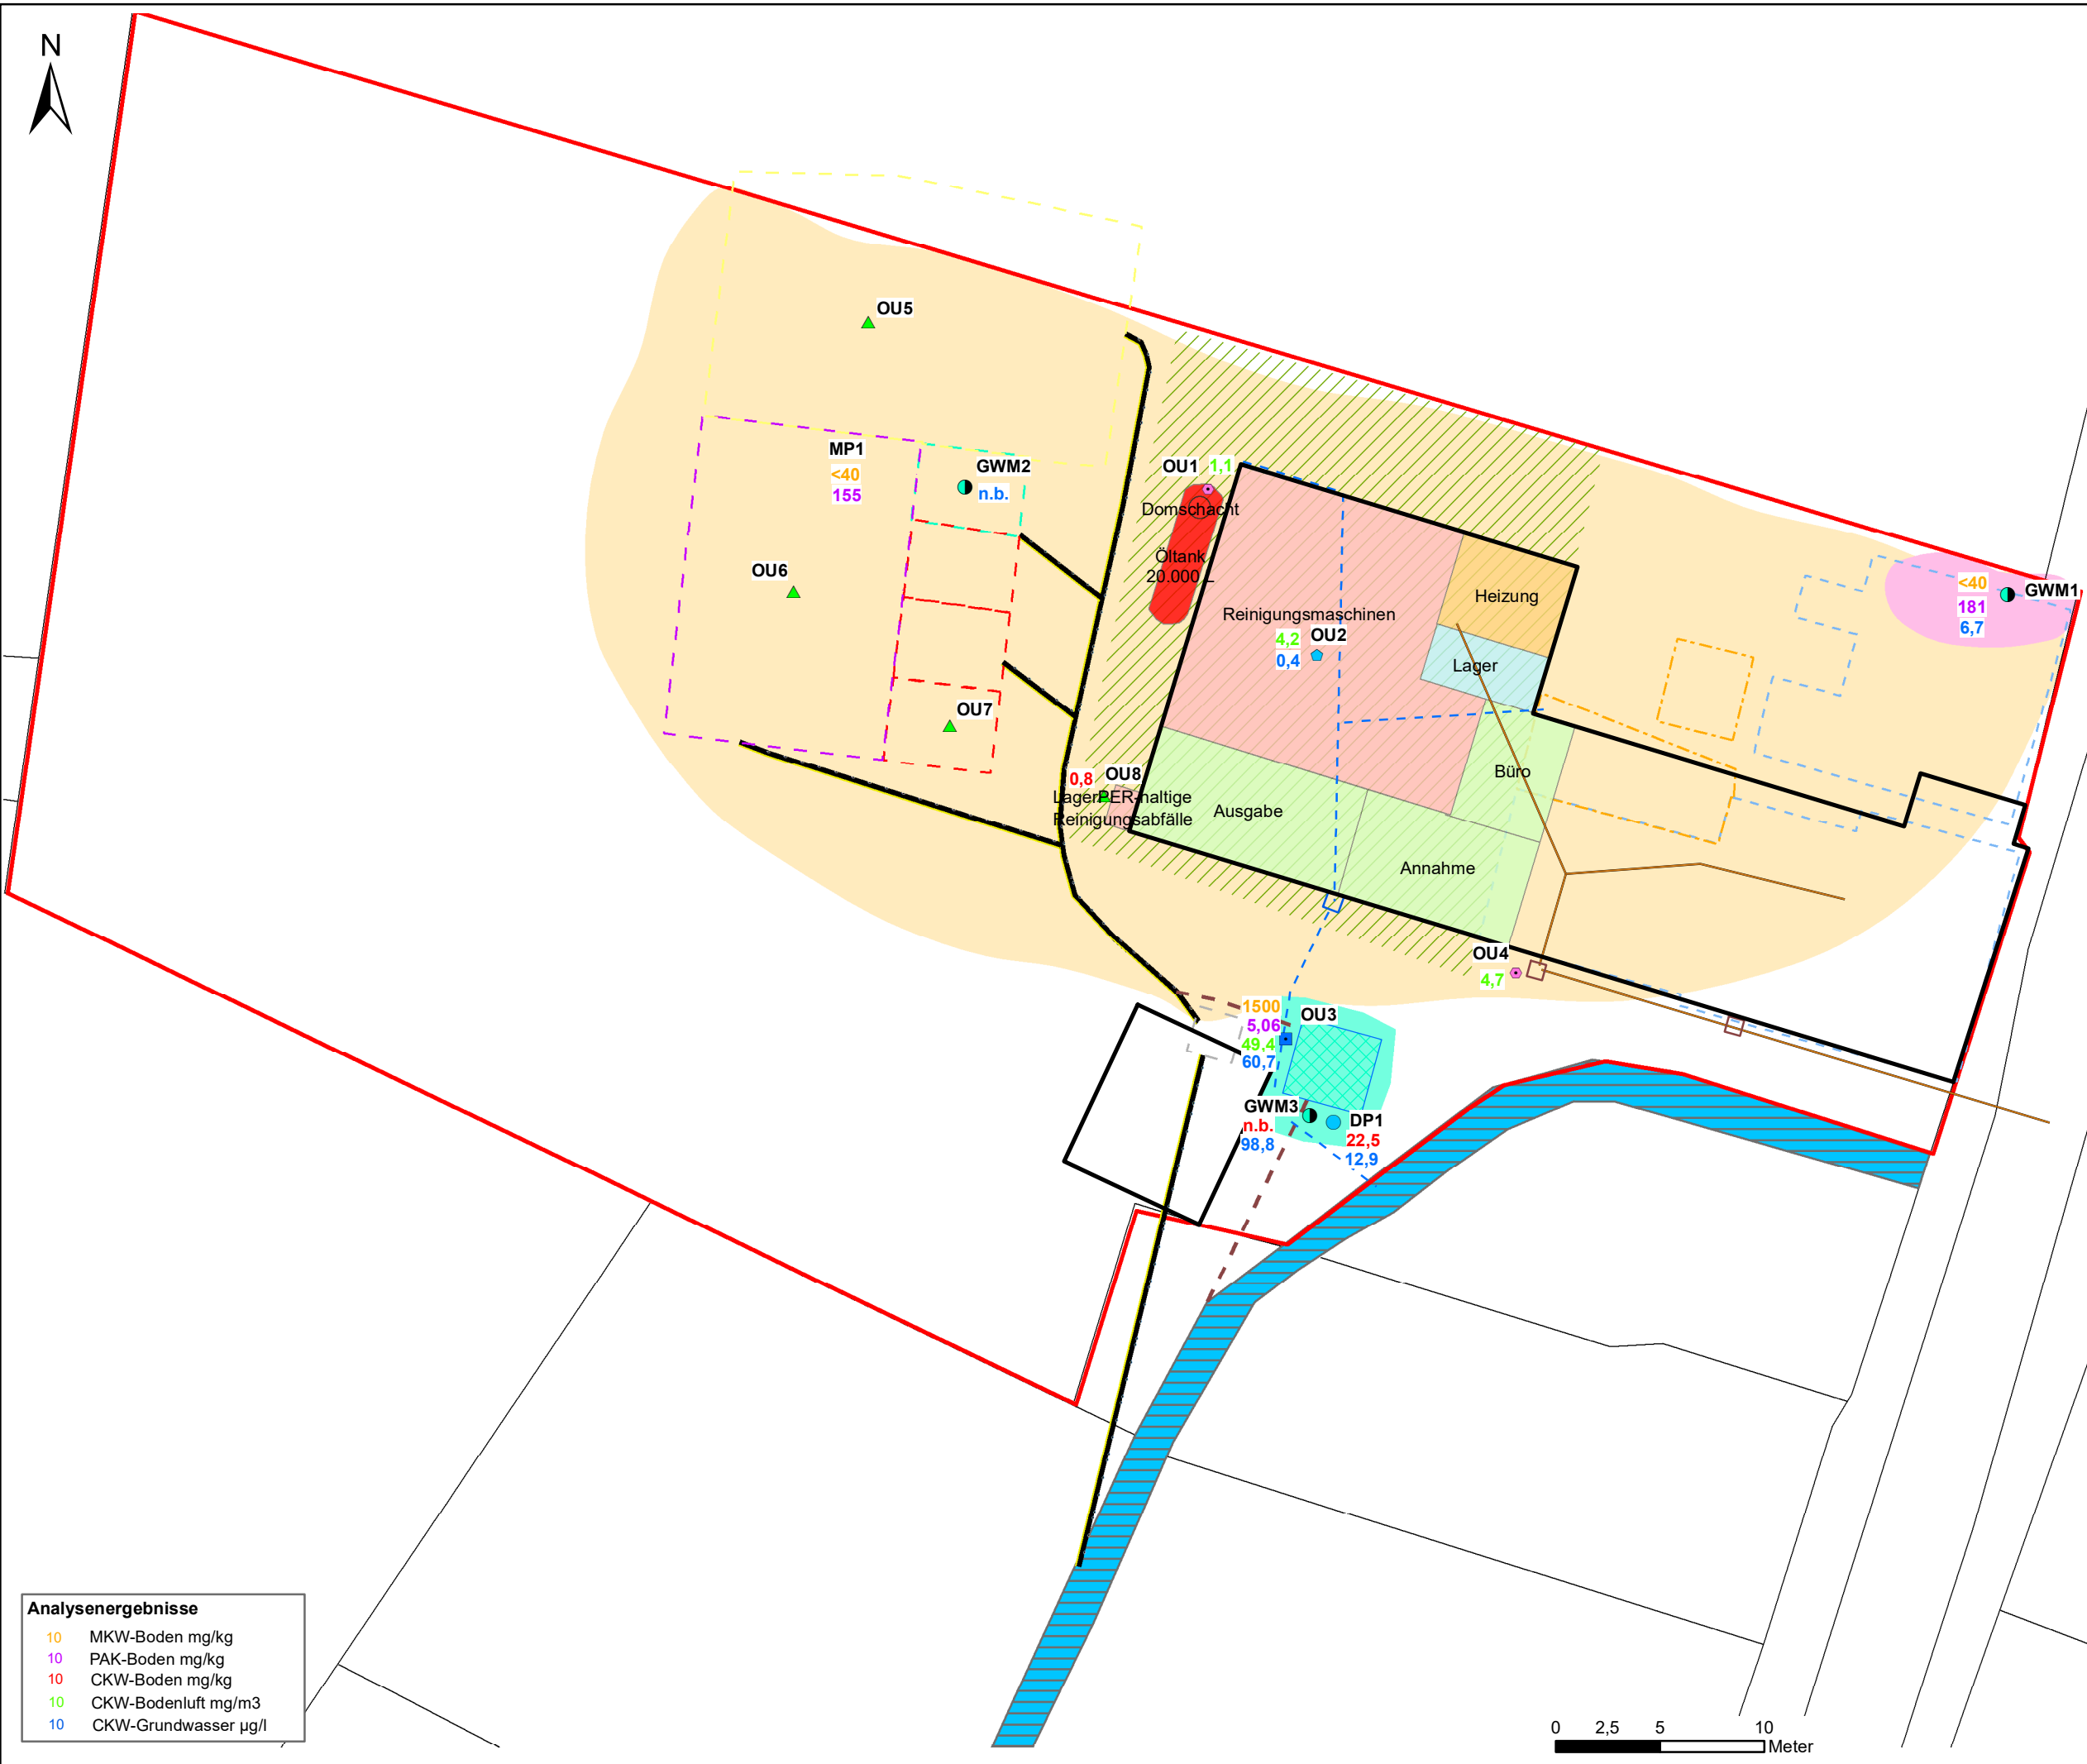 N
OU5
MP1
<40
155
GWM2
n.b.
OU1 1,1
Domschacht
Öltank
20.000 L
OU6
Heizung
Reinigungsmaschinen
4,2 OU2
0,4
Lager
<40
181
6,7
GWM1
OU7
Büro
0,8 OU8
Lager PER-haltige
Reinigungsabfälle
Ausgabe
Annahme
OU4
4,7
1500
5,06
49,4
60,7
OU3
L
GWM3
n.b.
98,8
DP1
22,5
12,9
Analysenergebnisse
10 MKW-Boden mg/kg
10 PAK-Boden mg/kg
10 CKW-Boden mg/kg
10 CKW-Bodenluft mg/m3
10 CKW-Grundwasser µg/l
0 2,5 5 10
Meter